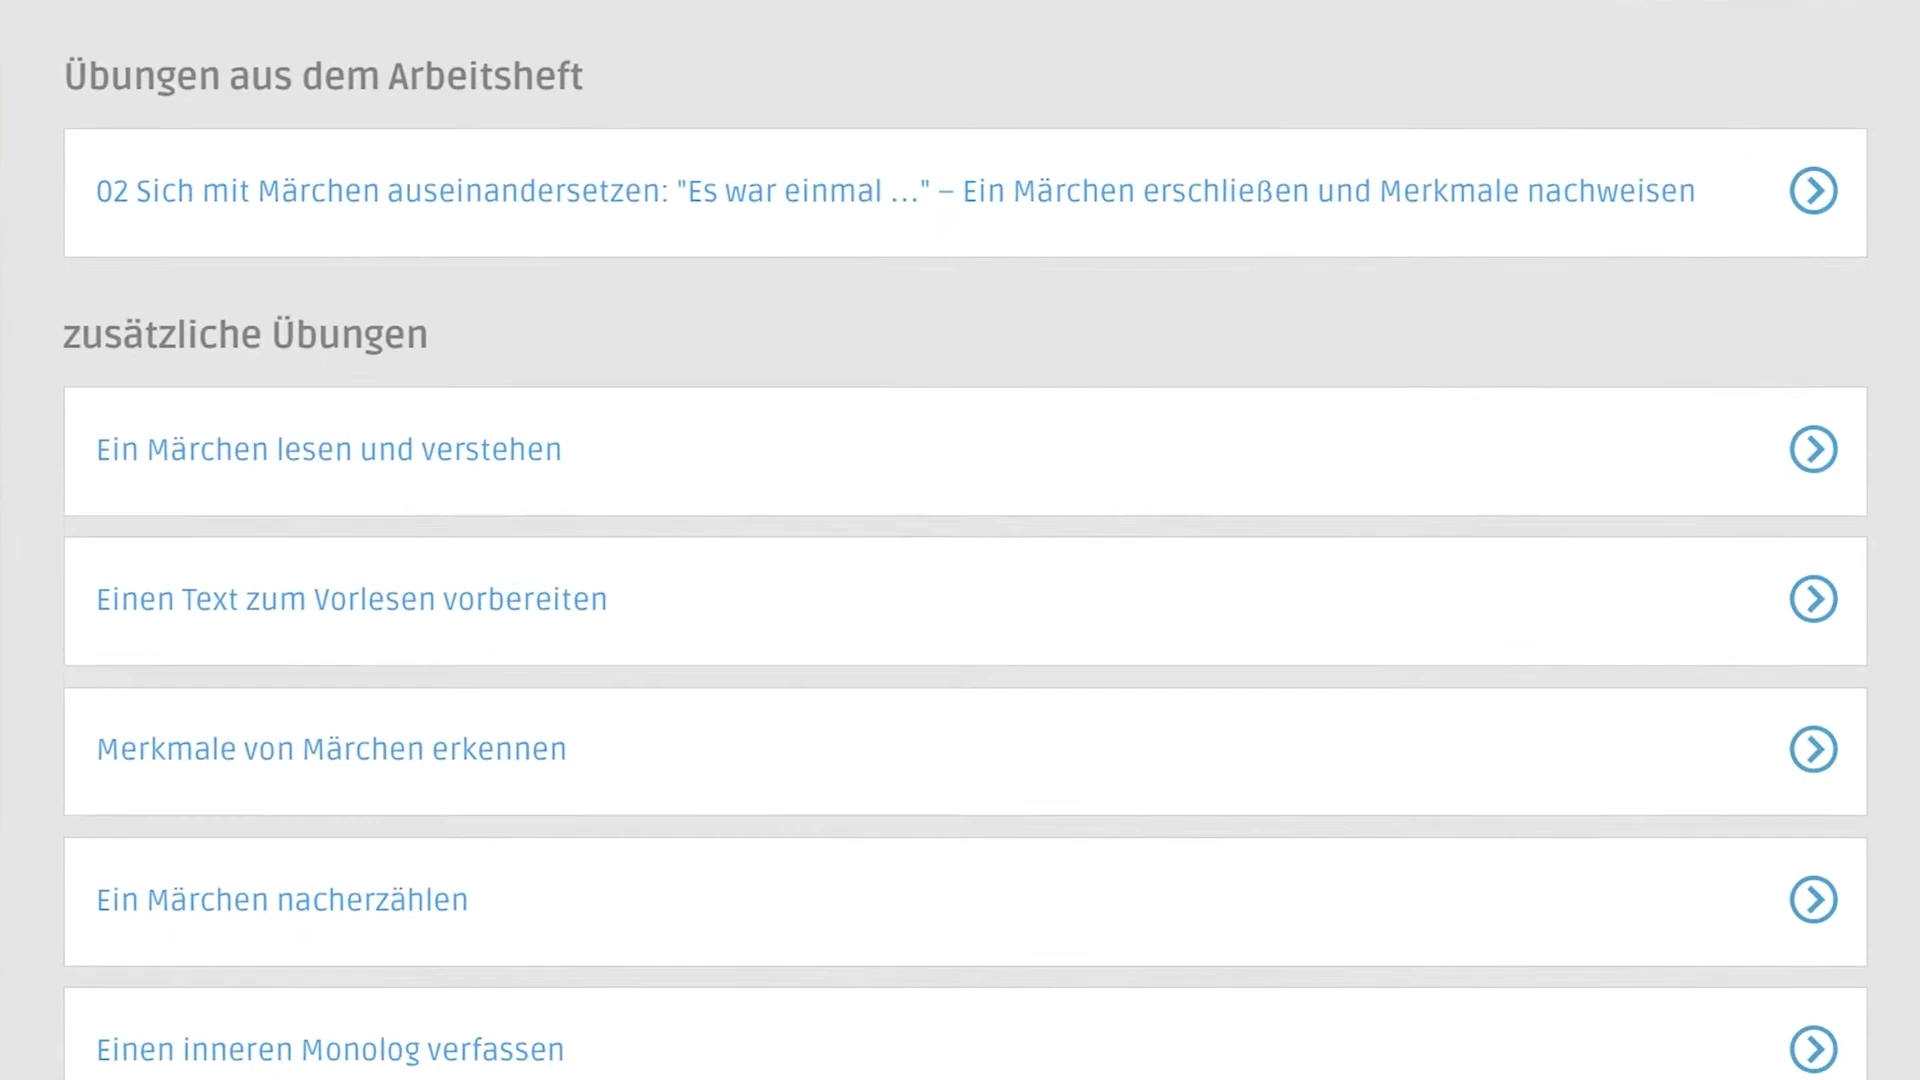 Übungen aus dem Arbeitsheft
02 Sich mit Märchen auseinandersetzen: "Es war einmal ..." – Ein Märchen erschließen und Merkmale nachweisen
zusätzliche Übungen
Ein Märchen lesen und verstehen
Einen Text zum Vorlesen vorbereiten
Merkmale von Märchen erkennen
Ein Märchen nacherzählen
Einen inneren Monolog verfassen